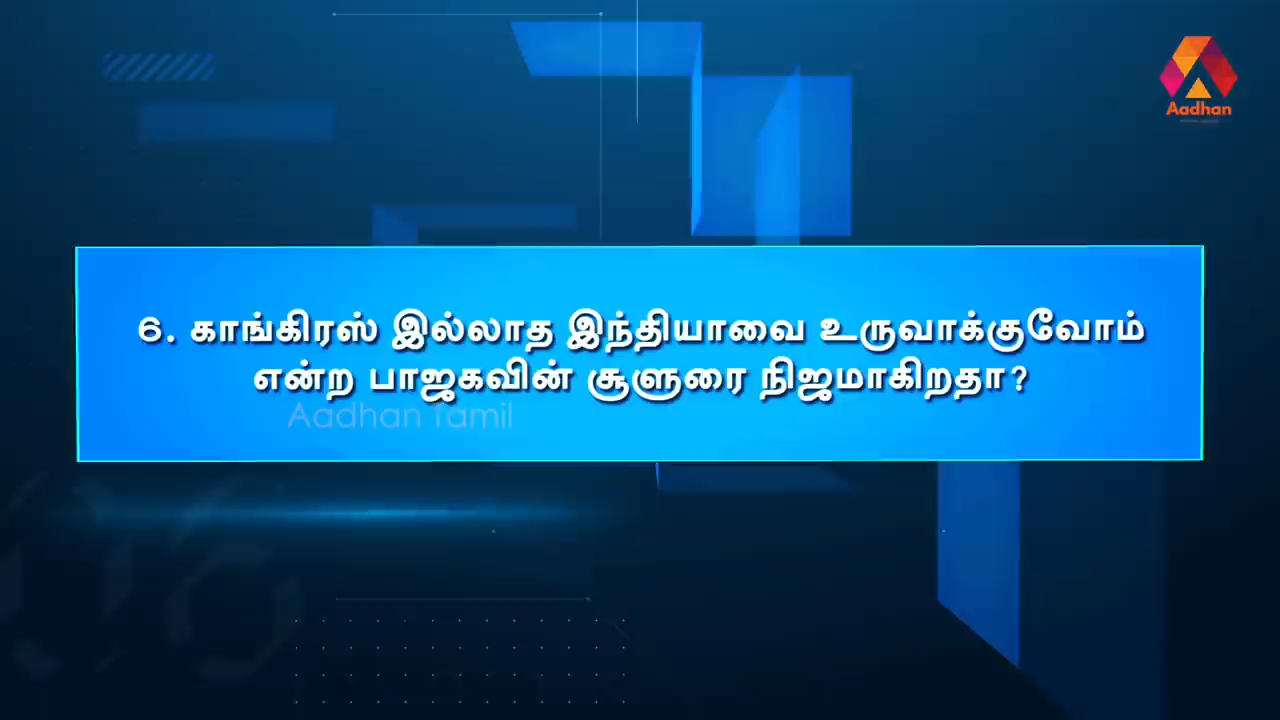 Aadhan
6. காங்கிரஸ் இல்லாத இந்தியாவை உருவாக்குவோம்
என்ற பாஜகவின் சூளுரை நிஜமாகிறதா?
Aadhan Tamil